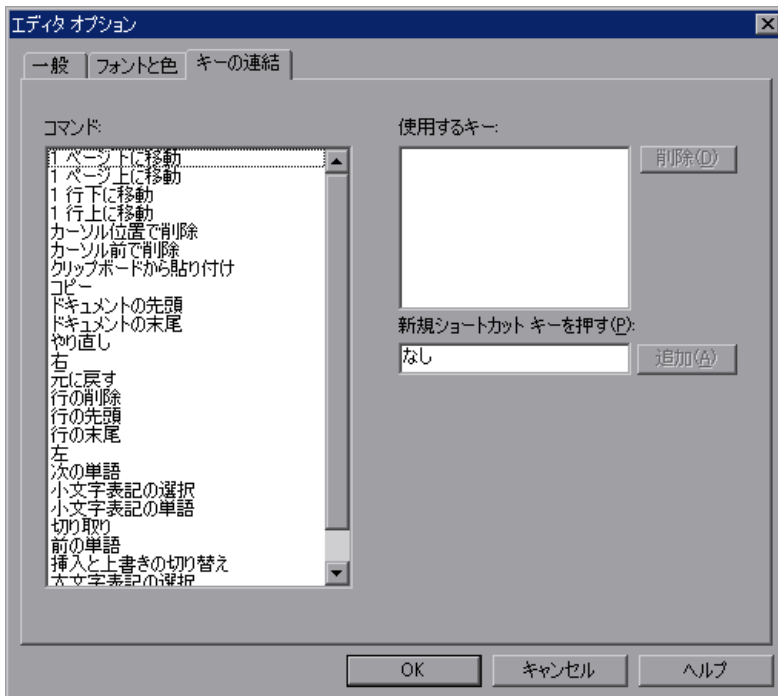 エディタ オプション
一般
フォントと色
キーの連結
コマンド:
1 ページ下に移動
1 ページ上に移動
1 行下に移動
1 行上に移動
カーソル位置で削除
カーソル前で削除
クリップボードから貼り付け
コピー
ドキュメントの先頭
ドキュメントの末尾
やり直し
右
元に戻す
行の削除
行の先頭
行の末尾
左
次の単語
小文字表記の選択
小文字表記の単語
切り取り
前の単語
挿入と上書きの切り替え
大文字表記の選択
使用するキー:
削除(D)
新規ショートカット キーを押す(P):
なし
追加(A)
OK
キャンセル
ヘルプ